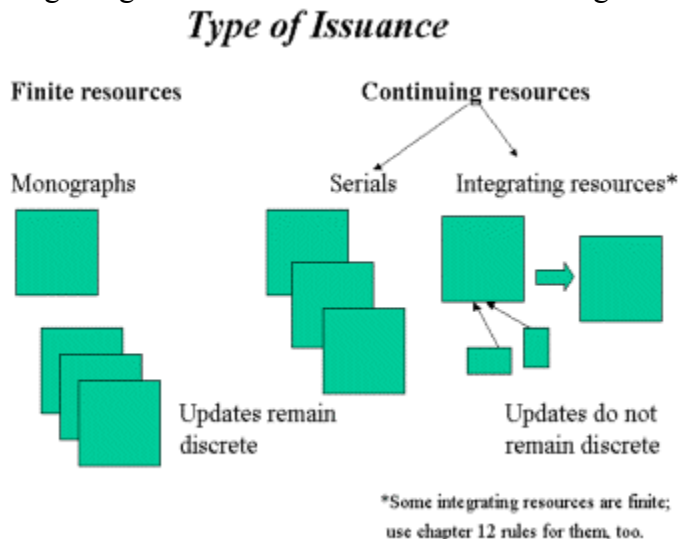 Type of Issuance
Finite resources
Continuing resources
Monographs
Serials
Integrating resources*
Updates remain
discrete
Updates do not
remain discrete
*Some integrating resources are finite;
use chapter 12 rules for them, too.